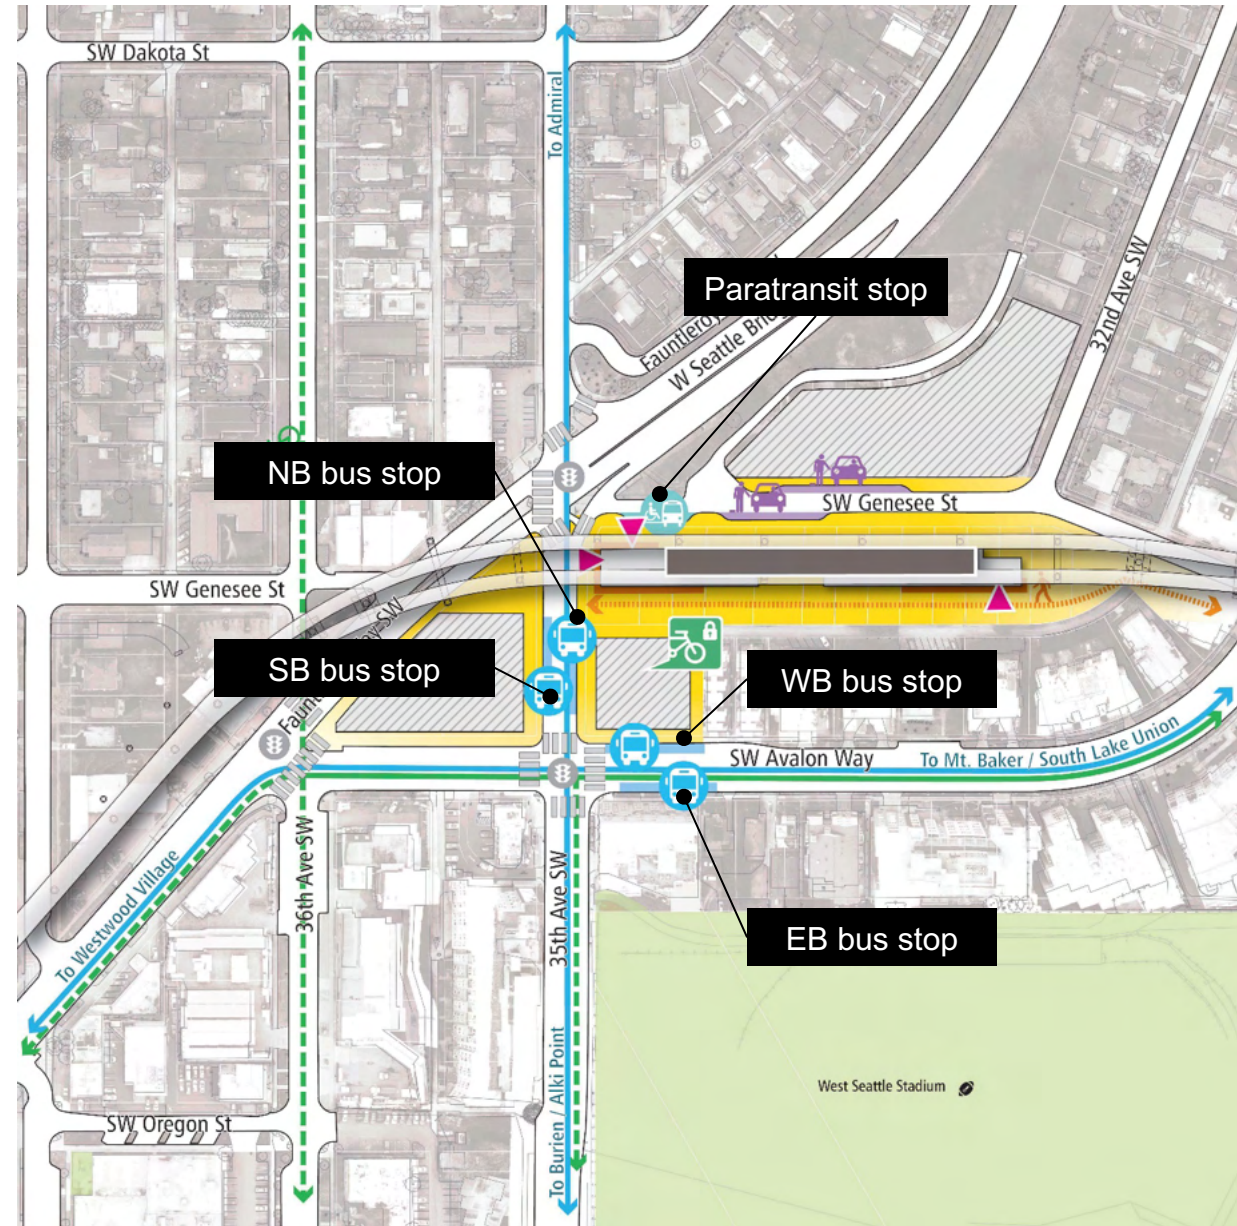 SW Dakota St
To Admiral
Paratransit stop
32nd Ave SW
Fauntleroy
W Seattle Bri
NB bus stop
SW Genesee St
SW Genesee St
SB bus stop
WB bus stop
SW Avalon Way
To Mt. Baker / South Lake Union
To Westwood Village
36th Ave SW
35th Ave SW
EB bus stop
To Burien / Alki Point
West Seattle Stadium
SW Oregon St